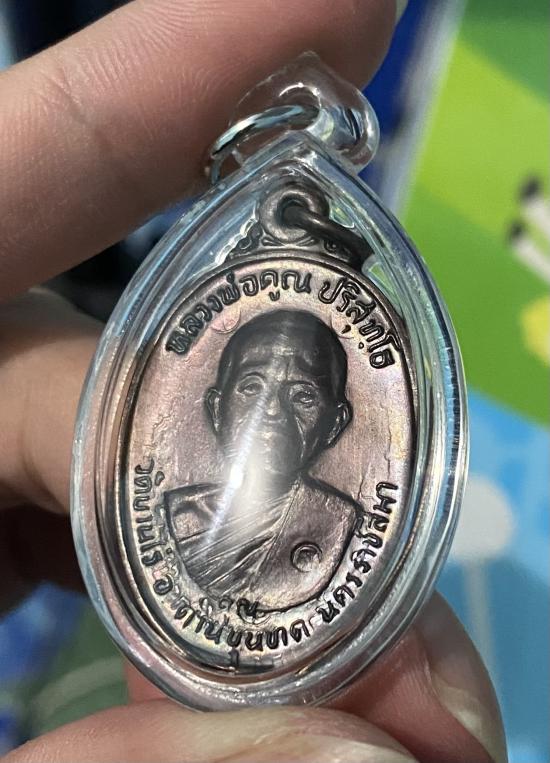 หลวงพ่อคูณ ปริสุทฺโธ
วัดบ้านไร่ อ.ด่านขุนทด นครราชสีมา